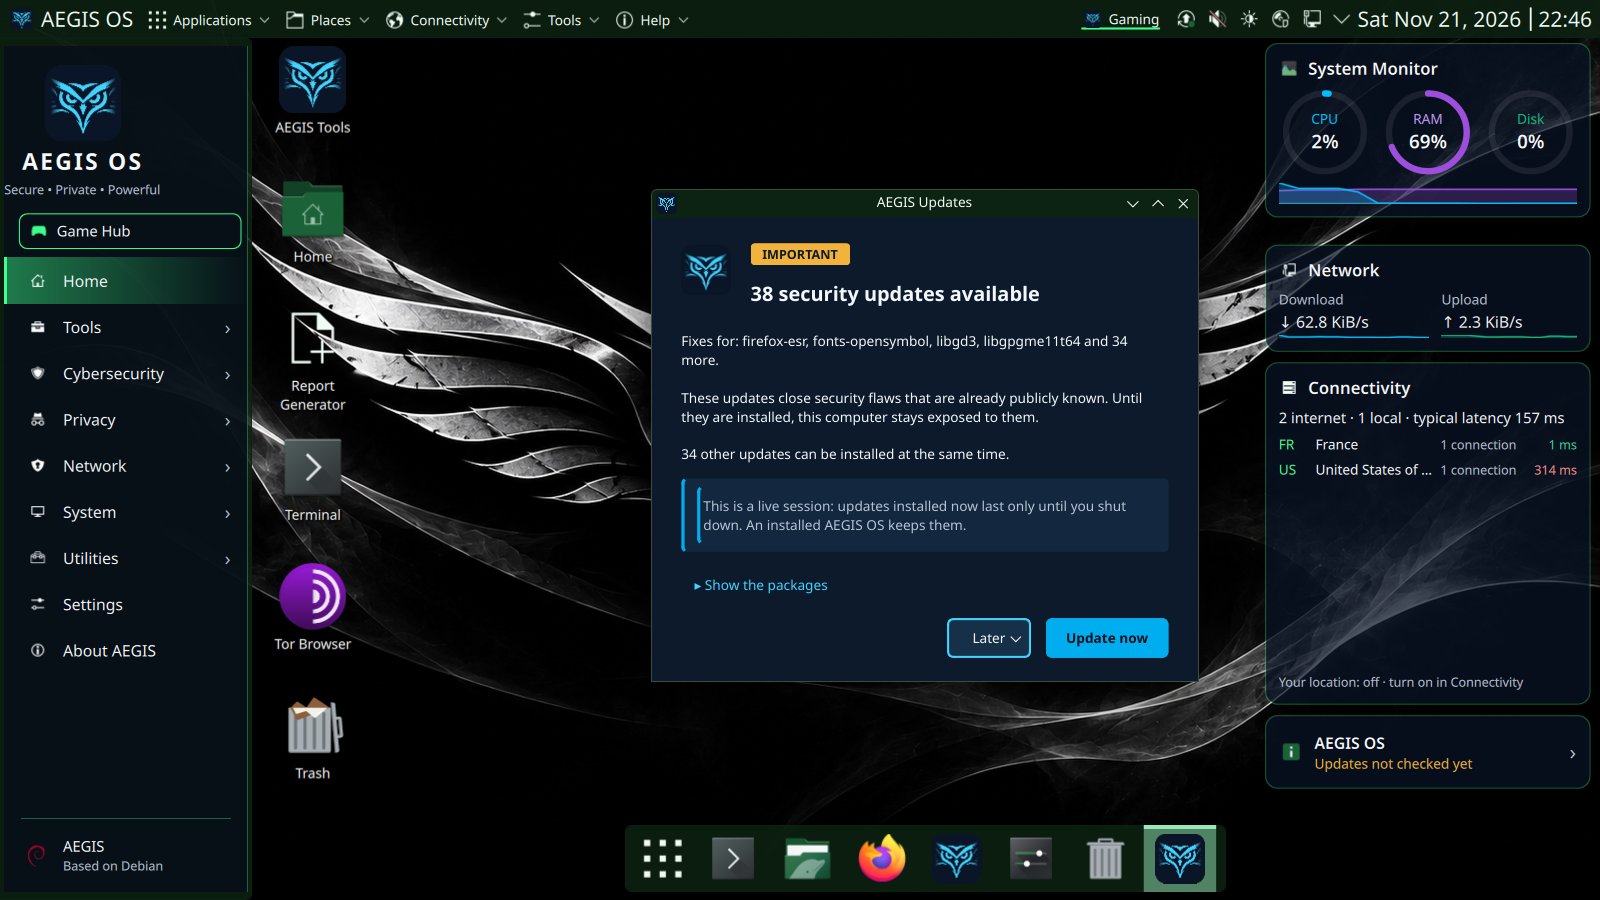 AEGIS OS
Applications
Places
Connectivity
Tools
Help
Gaming
Sat Nov 21, 2026
22:46
AEGIS OS
Secure • Private • Powerful
Game Hub
Home
Tools
Cybersecurity
Privacy
Network
System
Utilities
Settings
About AEGIS
AEGIS
Based on Debian
AEGIS Tools
Home
Report
Generator
Terminal
Tor Browser
Trash
AEGIS Updates
IMPORTANT
38 security updates available
Fixes for: firefox-esr, fonts-opensymbol, libgd3, libgpgme11t64 and 34
more.
These updates close security flaws that are already publicly known. Until
they are installed, this computer stays exposed to them.
34 other updates can be installed at the same time.
This is a live session: updates installed now last only until you shut
down. An installed AEGIS OS keeps them.
▸ Show the packages
Later
Update now
System Monitor
CPU
2%
RAM
69%
Disk
0%
Network
Download
↓ 62.8 KiB/s
Upload
↑ 2.3 KiB/s
Connectivity
2 internet · 1 local · typical latency 157 ms
FR France 1 connection 1 ms
US United States of ... 1 connection 314 ms
Your location: off · turn on in Connectivity
AEGIS OS
Updates not checked yet